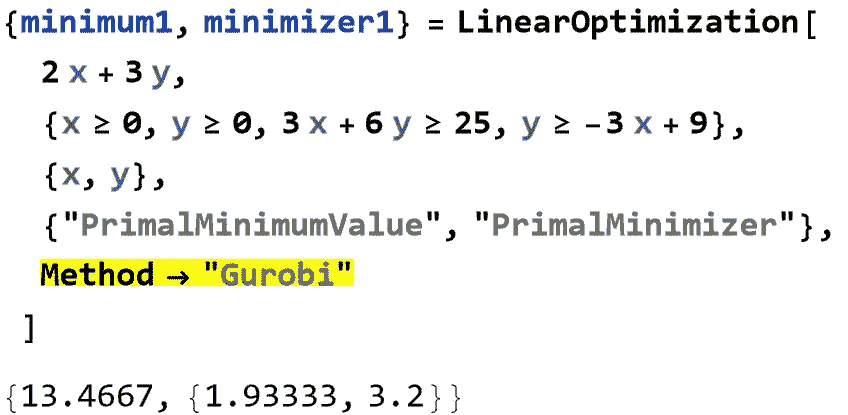 {minimum1, minimizer1} = LinearOptimization[
2 x + 3 y,
{x ≥ 0, y ≥ 0, 3 x + 6 y ≥ 25, y ≥ -3 x + 9},
{x, y},
{"PrimalMinimumValue", "PrimalMinimizer"},
Method → "Gurobi"
]
{13.4667, {1.93333, 3.2}}